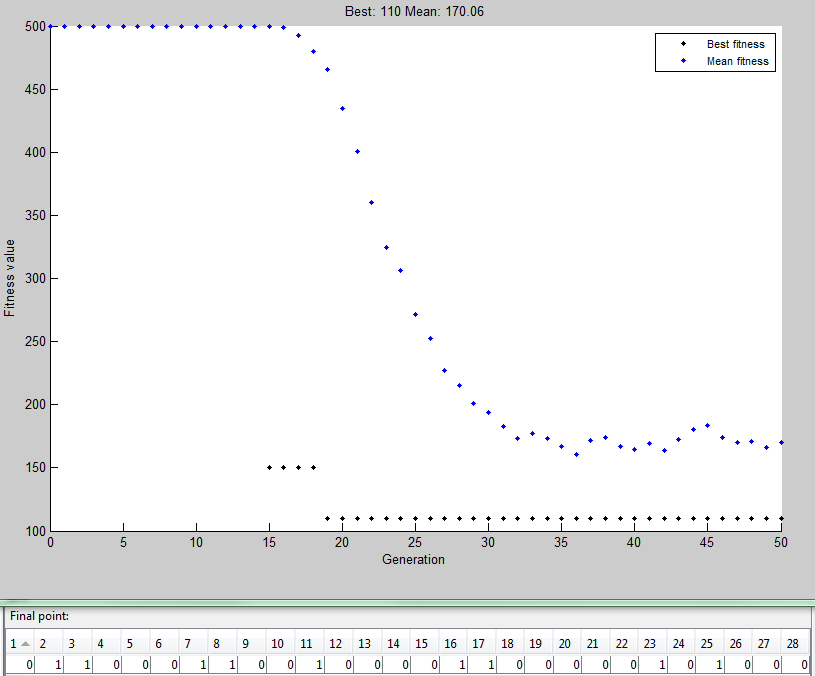 Best: 110 Mean: 170.06
Best fitness
Mean fitness
500
450
400
350
300
250
200
150
100
Fitness value
0 5 10 15 20 25 30 35 40 45 50
Generation
Final point:
1 2 3 4 5 6 7 8 9 10 11 12 13 14 15 16 17 18 19 20 21 22 23 24 25 26 27 28
0 1 1 0 0 0 1 1 0 0 1 0 0 0 0 1 1 0 0 0 0 0 1 0 1 0 0 0